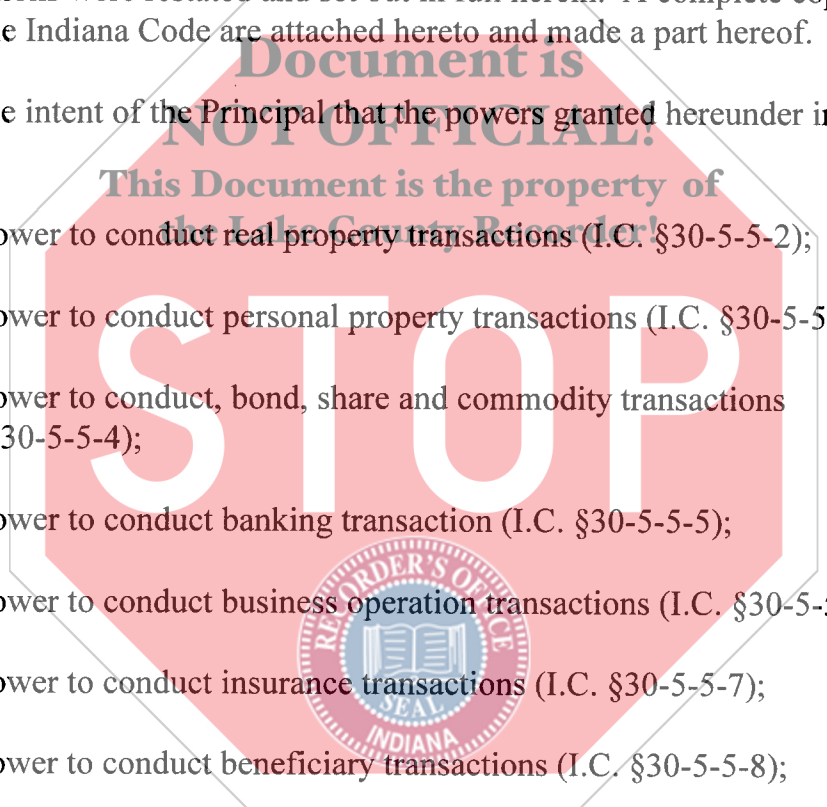 e Indiana Code are attached hereto and made a part hereof.
Document is
NOT OFFICIAL!
e intent of the Principal that the powers granted hereunder
This Document is the property of
the Lake County Recorder!
ower to conduct real property transactions (I.C. §30-5-5-2);
ower to conduct personal property transactions (I.C. §30-5-5
STOP
ower to conduct, bond, share and commodity transactions
30-5-5-4);
ower to conduct banking transaction (I.C. §30-5-5-5);
RECORDER'S OFFICE
ower to conduct business operation transactions (I.C. §30-5-
ower to conduct insurance transactions (I.C. §30-5-5-7);
SEAL
INDIANA
ower to conduct beneficiary transactions (I.C. §30-5-5-8);